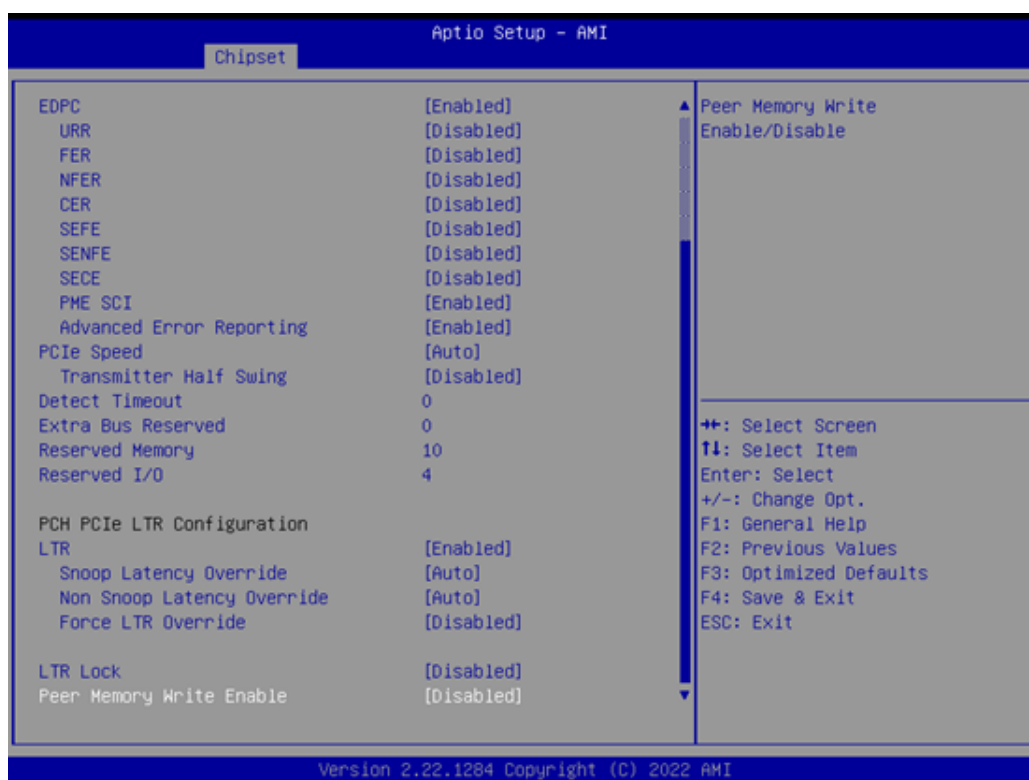 Aptio Setup – AMI
Chipset
EDPC [Enabled]
URR [Disabled]
FER [Disabled]
NFER [Disabled]
CER [Disabled]
SEFE [Disabled]
SENFE [Disabled]
SECE [Disabled]
PME SCI [Enabled]
Advanced Error Reporting [Enabled]
PCIe Speed [Auto]
Transmitter Half Swing [Disabled]
Detect Timeout 0
Extra Bus Reserved 0
Reserved Memory 10
Reserved I/O 4
PCH PCIe LTR Configuration
LTR [Enabled]
Snoop Latency Override [Auto]
Non Snoop Latency Override [Auto]
Force LTR Override [Disabled]
LTR Lock [Disabled]
Peer Memory Write Enable [Disabled]
Peer Memory Write
Enable/Disable
→←: Select Screen
↑↓: Select Item
Enter: Select
+/-: Change Opt.
F1: General Help
F2: Previous Values
F3: Optimized Defaults
F4: Save & Exit
ESC: Exit
Version 2.22.1284 Copyright (C) 2022 AMI